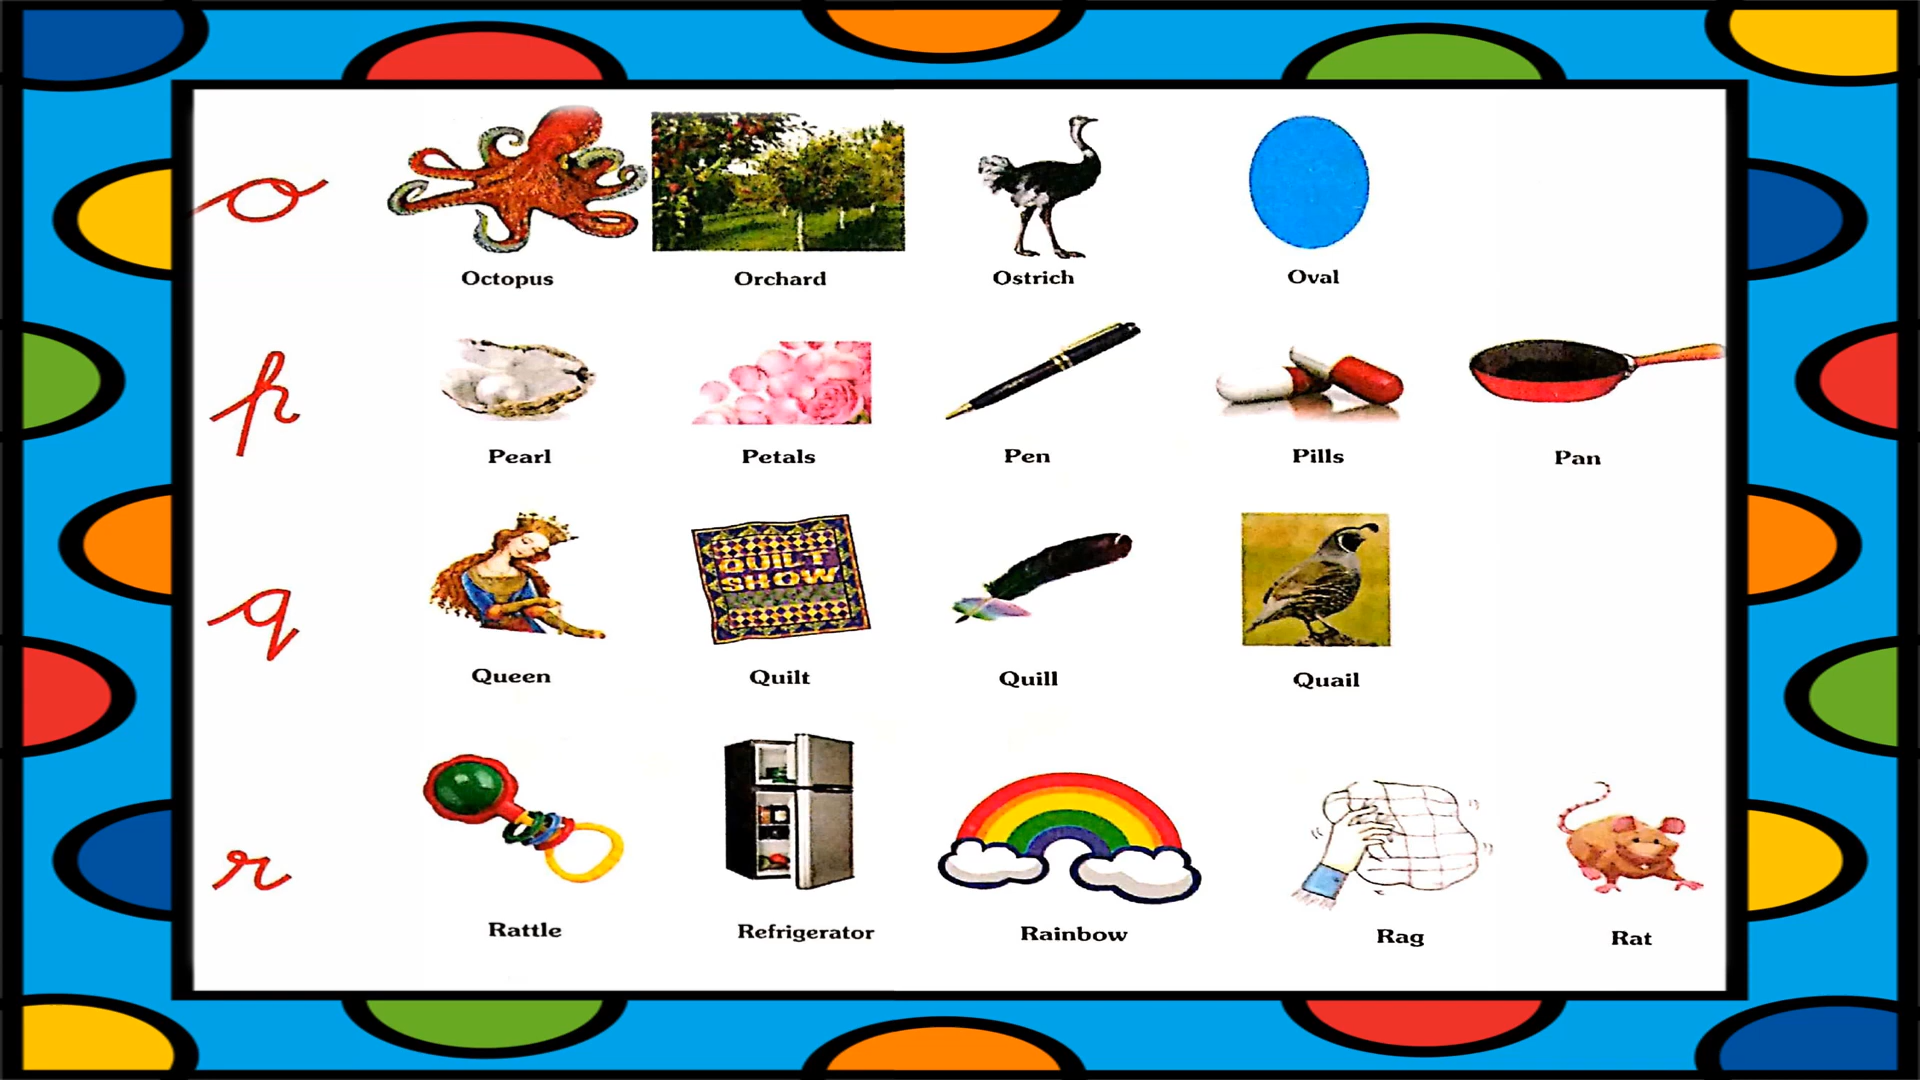 o
Octopus Orchard Ostrich Oval
p
Pearl Petals Pen Pills Pan
q
QUILT
SHOW
Queen Quilt Quill Quail
r
Rattle Refrigerator Rainbow Rag Rat